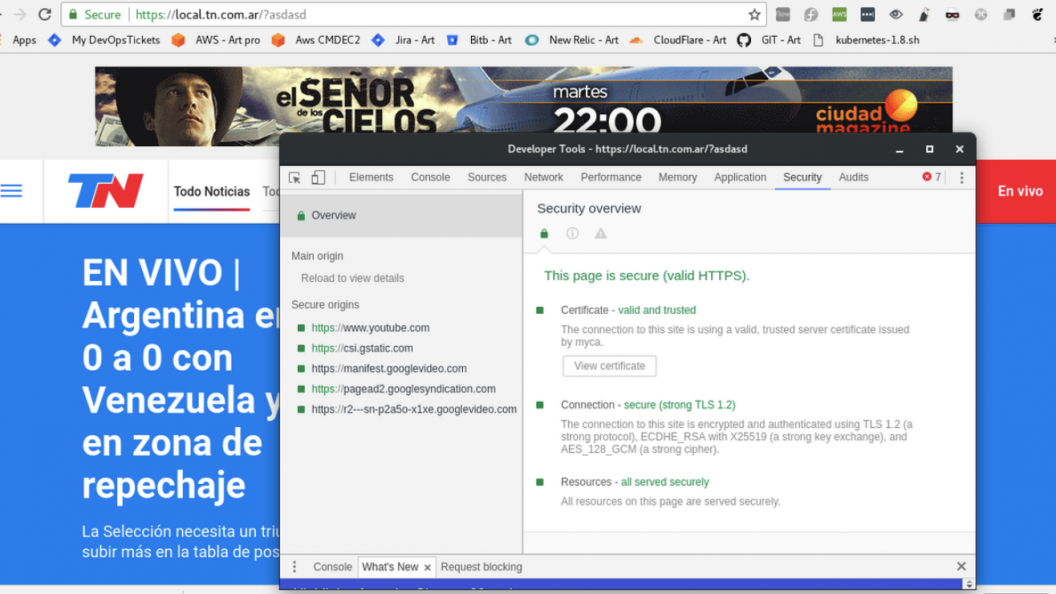 Secure https://local.tn.com.ar/?asdasd
Apps My DevOpsTickets AWS - Art pro Aws CMDEC2 Jira - Art Bitb - Art New Relic - Art CloudFlare - Art GIT - Art kubernetes-1.8.sh
el SEÑOR
de los
CIELOS
martes
22:00
ciudad
magazine
Developer Tools - https://local.tn.com.ar/?asdasd
TN
Todo Noticias
En vivo
Elements Console Sources Network Performance Memory Application Security Audits 7
Overview
Main origin
Reload to view details
Secure origins
https://www.youtube.com
https://csi.gstatic.com
https://manifest.googlevideo.com
https://pagead2.googlesyndication.com
https://r2---sn-p2a5o-x1xe.googlevideo.com
Security overview
This page is secure (valid HTTPS).
Certificate - valid and trusted
The connection to this site is using a valid, trusted server certificate issued
by myca.
View certificate
Connection - secure (strong TLS 1.2)
The connection to this site is encrypted and authenticated using TLS 1.2 (a
strong protocol), ECDHE_RSA with X25519 (a strong key exchange), and
AES_128_GCM (a strong cipher).
Resources - all served securely
All resources on this page are served securely.
Console What's New Request blocking
EN VIVO |
Argentina
0 a 0 con
Venezuela y
en zona de
repechaje
La Selección necesita un
subir más en la tabla de